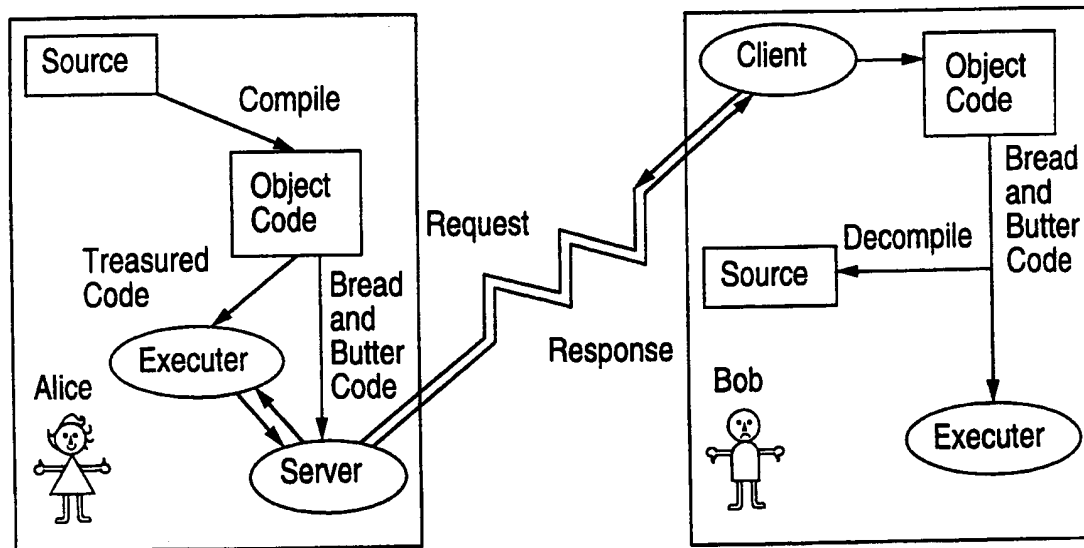 Source
Compile
Object
Code
Treasured
Code
Bread
and
Butter
Code
Executer
Alice
Server
Request
Response
Client
Object
Code
Bread
and
Butter
Code
Decompile
Source
Bob
Executer